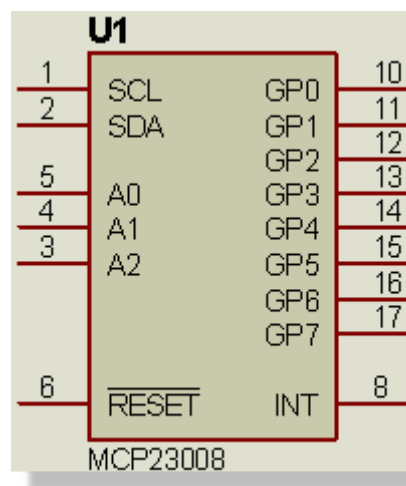 U1
1 SCL GP0 10
2 SDA GP1 11
GP2 12
5 A0 GP3 13
4 A1 GP4 14
3 A2 GP5 15
GP6 16
GP7 17
6 RESET INT 8
MCP23008